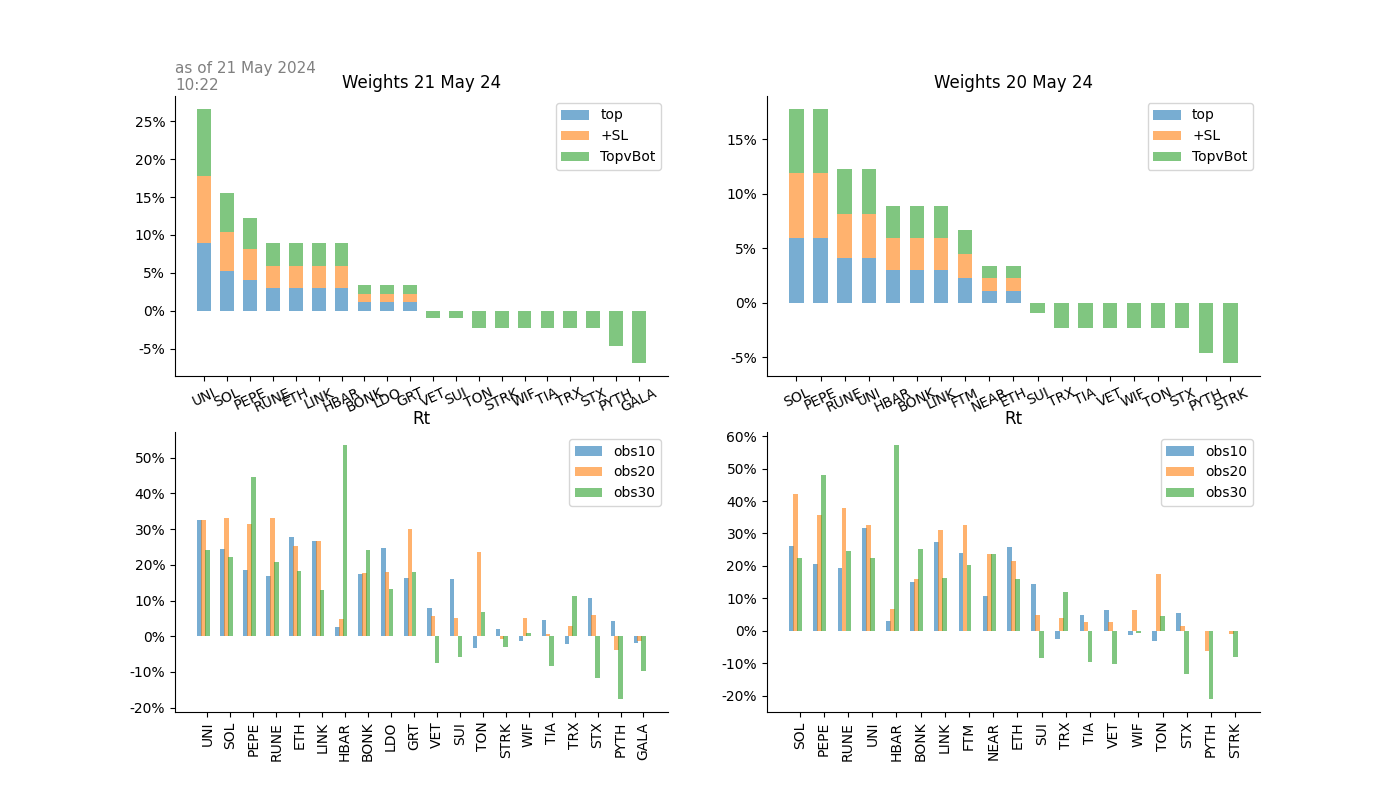 as of 21 May 2024
10:22
Weights 21 May 24
25%
20%
15%
10%
5%
0%
-5%
top
+SL
TopvBot
UNI SOL PEPE RUNE ETH LINK HBAR BONK LDO GRT VET SUI TON STRK WIF TIA TRX STX PYTH GALA
Weights 20 May 24
15%
10%
5%
0%
-5%
top
+SL
TopvBot
SOL PEPE RUNE UNI HBAR BONK LINK FTM NEAR ETH SUI TRX TIA VET WIF TON STX PYTH STRK
Rt
50%
40%
30%
20%
10%
0%
-10%
-20%
obs10
obs20
obs30
UNI SOL PEPE RUNE ETH LINK HBAR BONK LDO GRT VET SUI TON STRK WIF TIA TRX STX PYTH GALA
Rt
60%
50%
40%
30%
20%
10%
0%
-10%
-20%
obs10
obs20
obs30
SOL PEPE RUNE UNI HBAR BONK LINK FTM NEAR ETH SUI TRX TIA VET WIF TON STX PYTH STRK